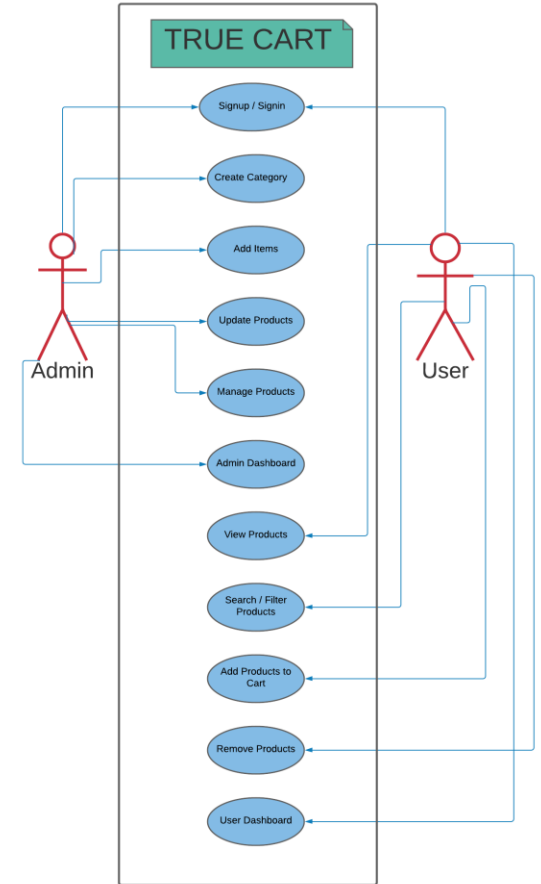 TRUE CART
Signup / Signin
Create Category
Add Items
Update Products
Admin
User
Manage Products
Admin Dashboard
View Products
Search / Filter
Products
Add Products to
Cart
Remove Products
User Dashboard